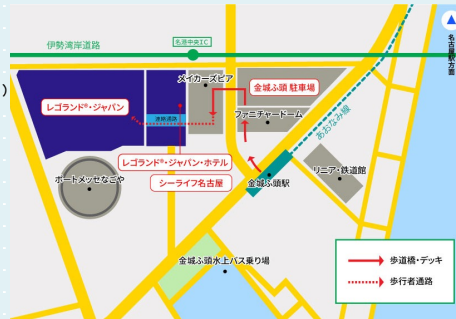 伊勢湾岸道路
名港中央IC
名古屋駅方面
)
メイカーズピア
金城ふ頭 駐車場
レゴランド®・ジャパン
連絡通路
ファニチャードーム
あおなみ線
レゴランド®・ジャパン・ホテル
シーライフ名古屋
ポートメッセなごや
金城ふ頭駅
リニア・鉄道館
金城ふ頭水上バス乗り場
歩道橋・デッキ
歩行者通路